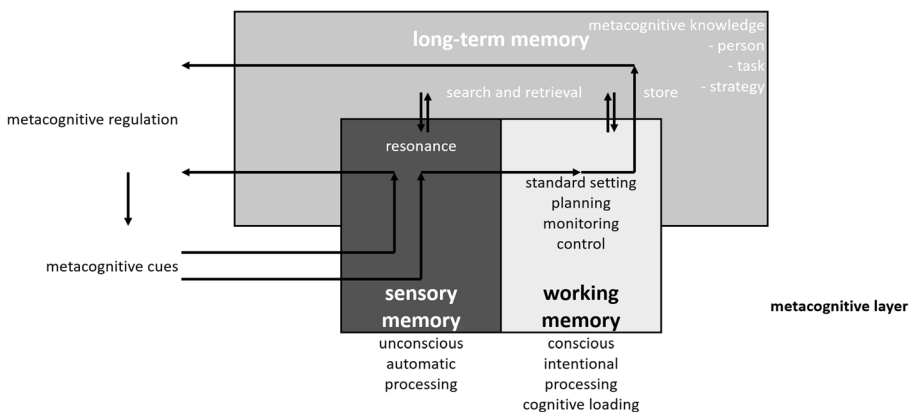 metacognitive knowledge
- person
- task
- strategy
long-term memory
search and retrieval
store
metacognitive regulation
resonance
standard setting
planning
monitoring
control
metacognitive cues
sensory
memory
working
memory
metacognitive layer
unconscious
automatic
processing
conscious
intentional
processing
cognitive loading